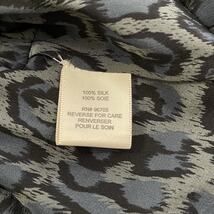 100% SILK
100% SOIE
RN# 96705
REVERSE FOR CARE
RENVERSER
POUR LE SOIN